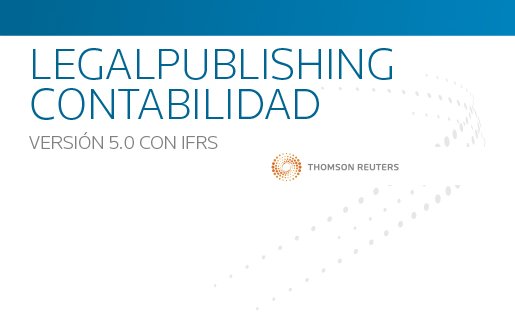 LEGALPUBLISHING
CONTABILIDAD
VERSIÓN 5.0 CON IFRS
THOMSON REUTERS